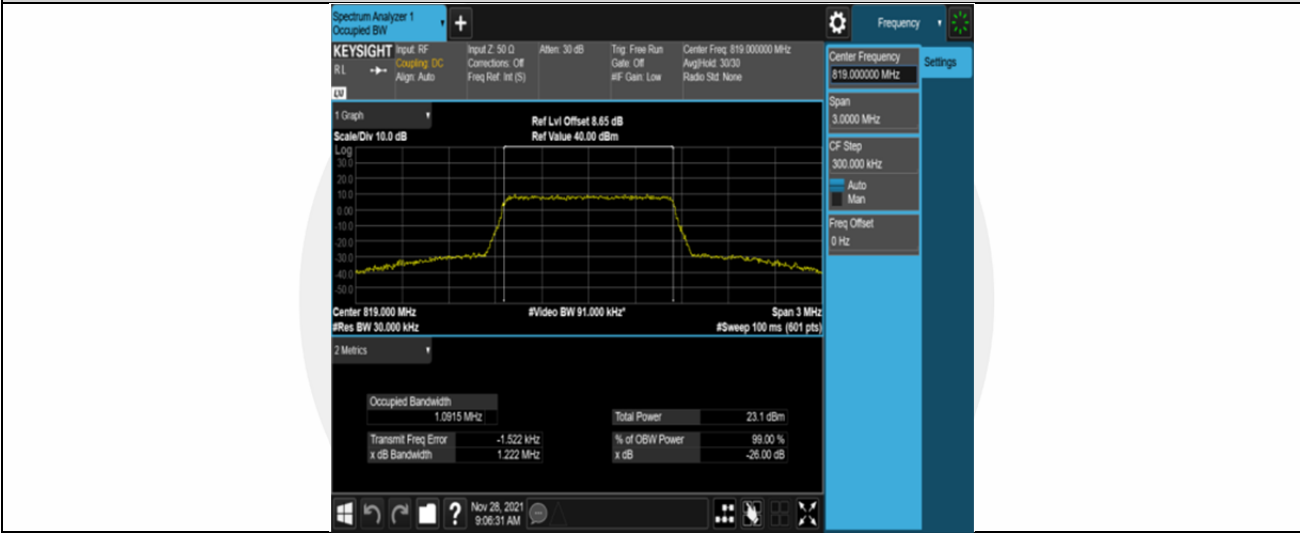 Spectrum Analyzer 1
Occupied BW
+
Frequency
KEYSIGHT
R L
Input: RF
Coupling: DC
Align: Auto
Input Z: 50 Ω
Corrections: Off
Freq Ref: Int (S)
Atten: 30 dB
Trig: Free Run
Gate: Off
#IF Gain: Low
Center Freq: 819.000000 MHz
Avg|Hold: 30/30
Radio Std: None
Center Frequency
819.000000 MHz
Settings
Span
3.0000 MHz
CF Step
300.000 kHz
Auto
Man
Freq Offset
0 Hz
1 Graph
Ref Lvl Offset 8.65 dB
Scale/Div 10.0 dB
Ref Value 40.00 dBm
Log
30.0
20.0
10.0
0.00
-10.0
-20.0
-30.0
-40.0
-50.0
Center 819.000 MHz
#Video BW 91.000 kHz*
Span 3 MHz
#Res BW 30.000 kHz
#Sweep 100 ms (601 pts)
2 Metrics
Occupied Bandwidth
1.0915 MHz
Total Power 23.1 dBm
Transmit Freq Error -1.522 kHz
% of OBW Power 99.00 %
x dB Bandwidth 1.222 MHz
x dB -26.00 dB
?
Nov 28, 2021
9:06:31 AM